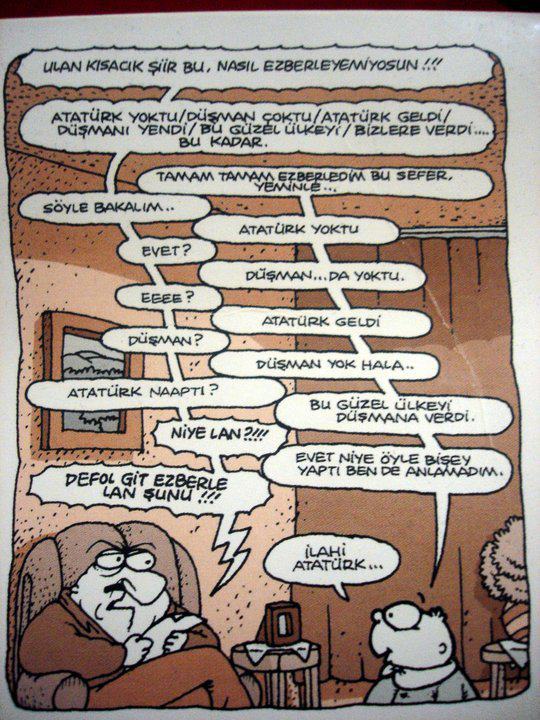 ULAN KISACIK ŞİİR BU, NASIL EZBERLEYEMİYOSUN !!!
ATATÜRK YOKTU/DÜŞMAN ÇOKTU/ATATÜRK GELDİ/
DÜŞMANI YENDİ/ BU GÜZEL ÜLKEYİ/ BİZLERE VERDİ....
BU KADAR.
TAMAM TAMAM EZBERLEDİM BU SEFER,
YEMİNLE...
SÖYLE BAKALIM..
ATATÜRK YOKTU
EVET?
DÜŞMAN...DA YOKTU.
EEEE?
ATATÜRK GELDİ
DÜŞMAN?
DÜŞMAN YOK HALA..
ATATÜRK NAAPTI?
BU GÜZEL ÜLKEYİ
DÜŞMANA VERDİ.
NİYE LAN?!!!
EVET NİYE ÖYLE BİŞEY
YAPTI BEN DE ANLAMADIM.
DEFOL GİT EZBERLE
LAN ŞUNU !!!
İLAHİ
ATATÜRK...